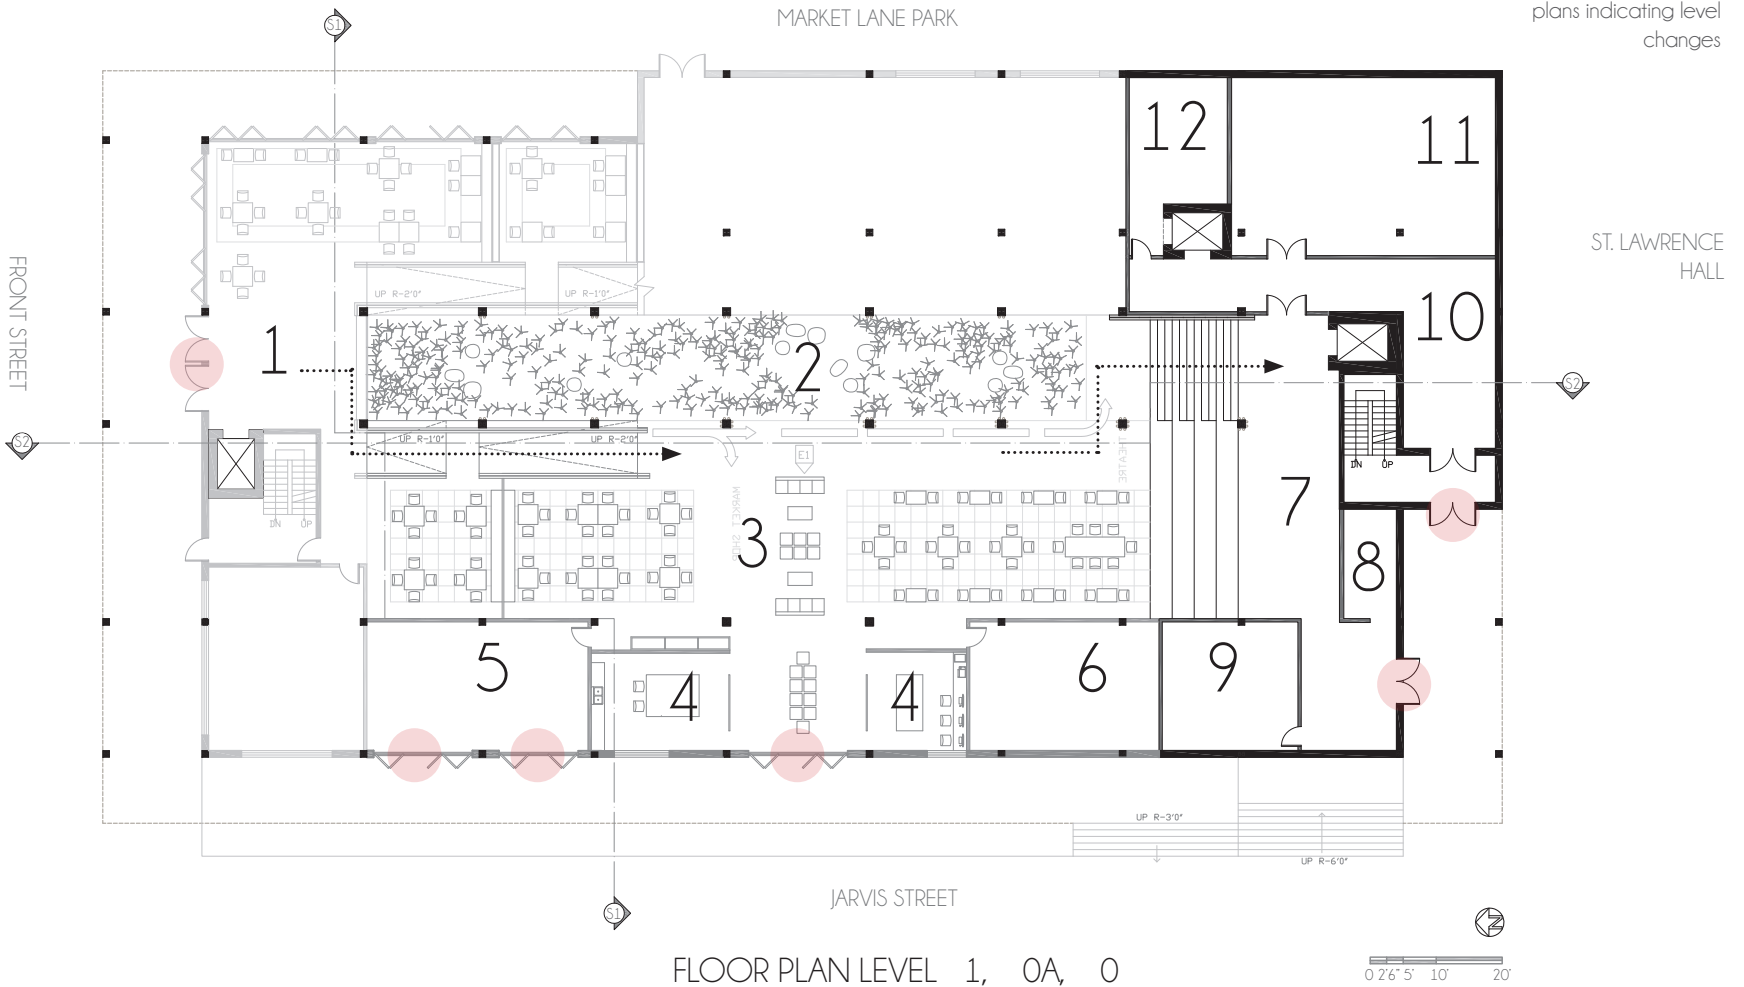 plans indicating level
changes
MARKET LANE PARK
S1
12
11
ST. LAWRENCE
HALL
FRONT STREET
UP R-2'0"
UP R-1'0"
1
2
10
S2
S2
UP R-1'0"
UP R-2'0"
E1
THEATRE
DN UP
DN UP
7
MARKET SHOP
3
8
5
4
4
6
9
UP R-3'0"
UP R-6'0"
JARVIS STREET
S1
N
FLOOR PLAN LEVEL 1, 0A, 0
0 2'6" 5' 10' 20'